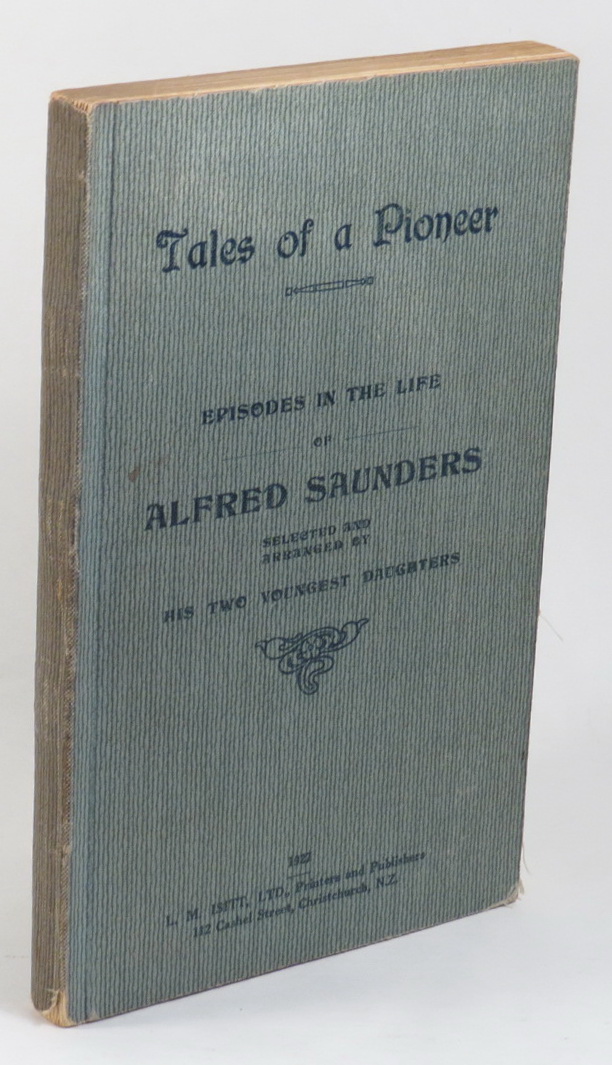 Tales of a Pioneer
EPISODES IN THE LIFE
OF
ALFRED SAUNDERS
SELECTED AND
ARRANGED BY
HIS TWO YOUNGEST DAUGHTERS
1927
L. M. ISITT, LTD., Printers and Publishers
112 Cashel Street, Christchurch, N.Z.